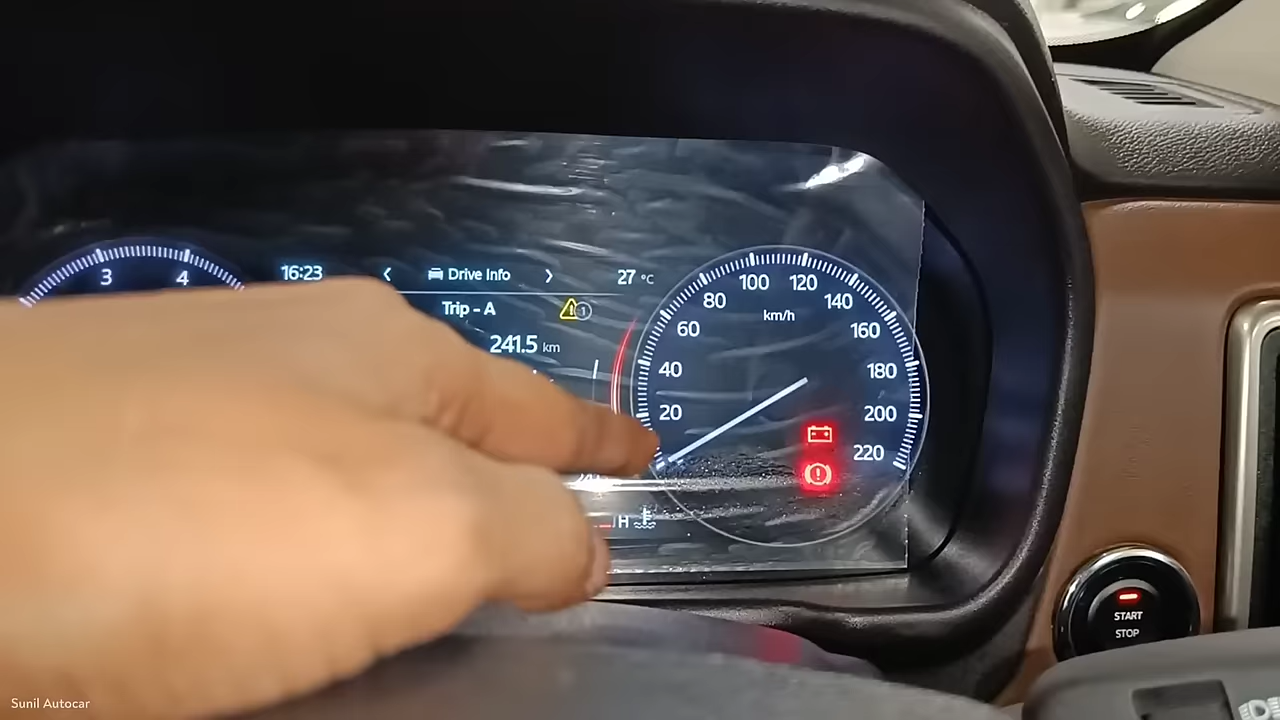 3
4
16:23
Drive Info
27 °C
Trip - A
1
241.5 km
100
120
80
140
km/h
60
160
40
180
20
200
220
H
START
STOP
Sunil Autocar